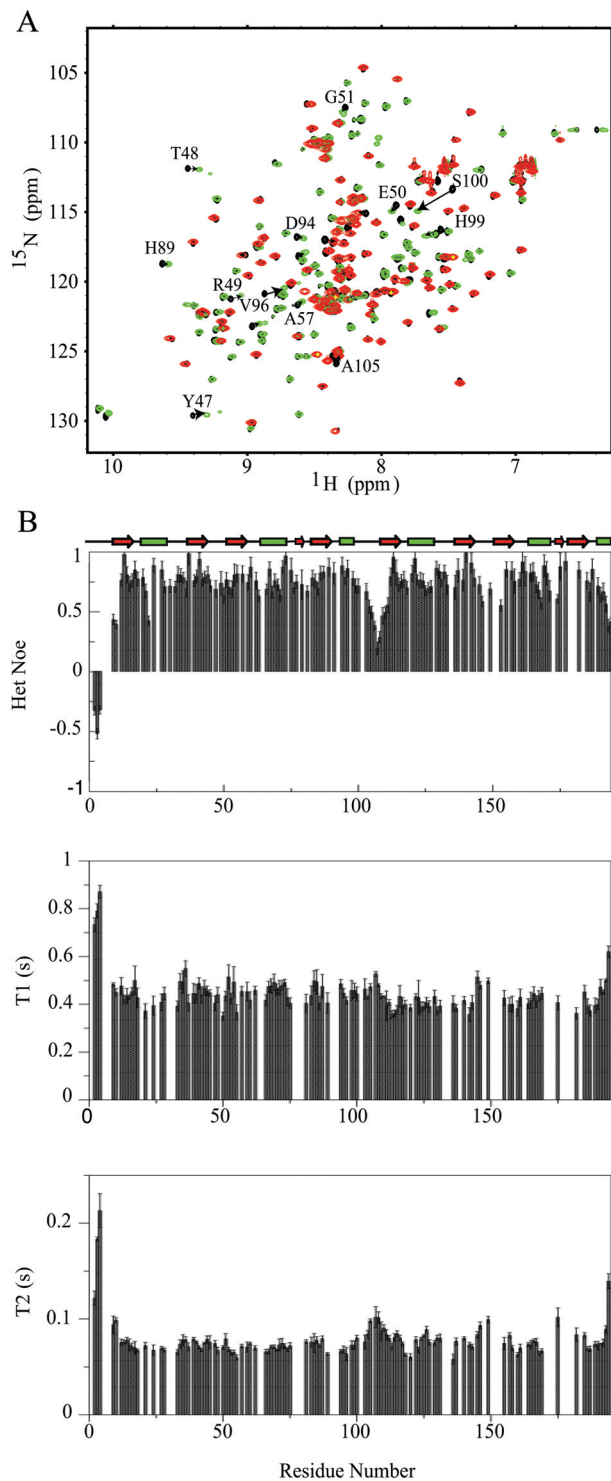 A
105
110
115
120
125
130
15N (ppm)
G51
T48
S100
E50
D94
H99
H89
R49
V96
A57
A105
Y47
10
9
8
7
1H (ppm)
B
1
0.5
0
-0.5
-1
Het Noe
0
50
100
150
1
0.8
0.6
0.4
0.2
0
T1 (s)
0
50
100
150
0.2
0.1
0
T2 (s)
0
50
100
150
Residue Number